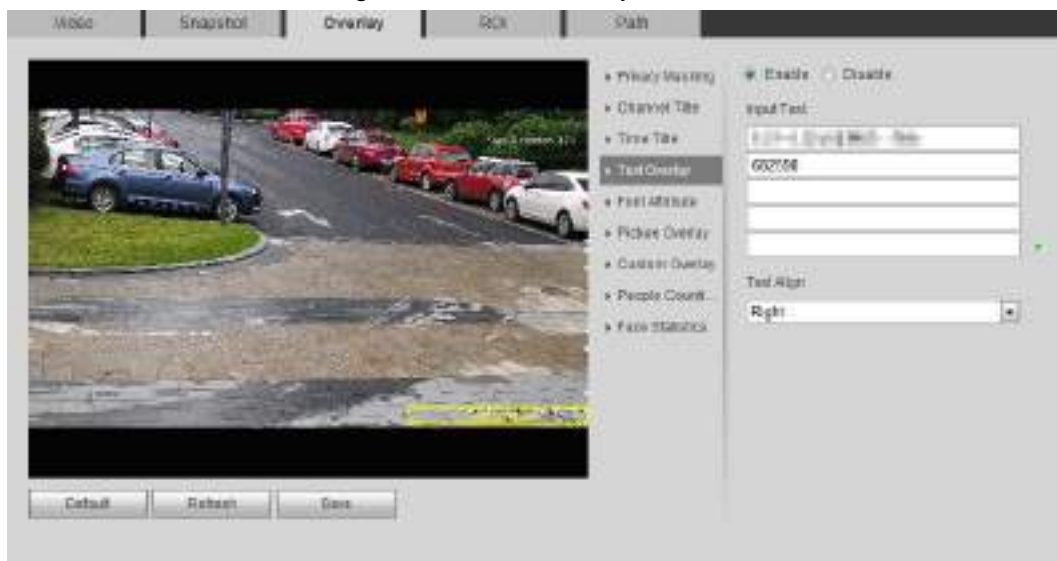 Video Snapshot Overlay ROI Path
Privacy Masking
Channel Title
Time Title
Text Overlay
Font Attribute
Picture Overlay
Custom Overlay
People Counti...
Face Statistics
Enable Disable
Input Text
Text Align
Right
Default Refresh Save